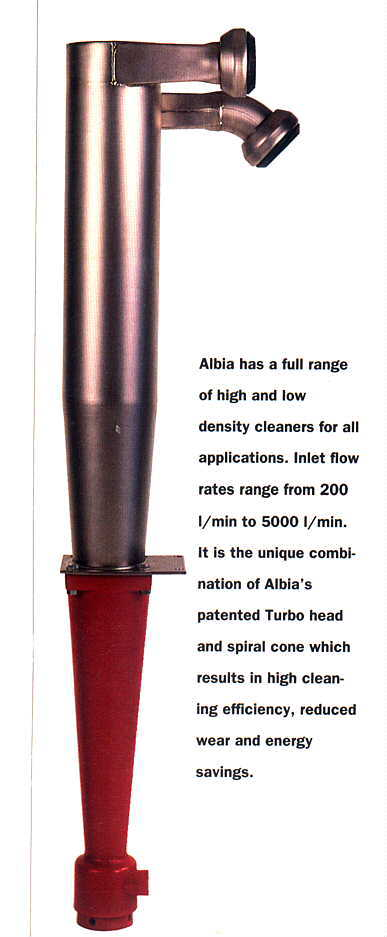 Albia has a full range
of high and low
density cleaners for all
applications. Inlet flow
rates range from 200
l/min to 5000 l/min.
It is the unique combi-
nation of Albia's
patented Turbo head
and spiral cone which
results in high clean-
ing efficiency, reduced
wear and energy
savings.